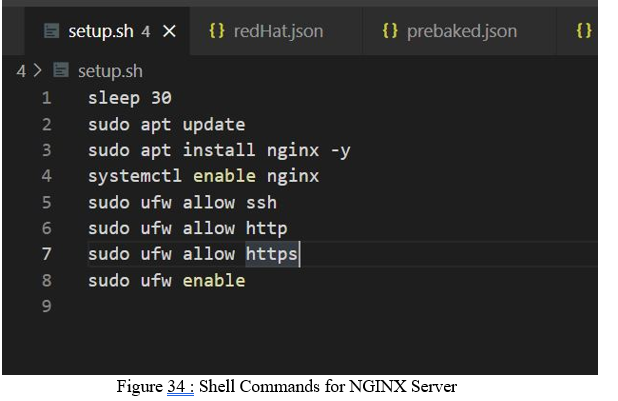 setup.sh 4 × {} redHat.json {} prebaked.json {}
4 > setup.sh
1 sleep 30
2 sudo apt update
3 sudo apt install nginx -y
4 systemctl enable nginx
5 sudo ufw allow ssh
6 sudo ufw allow http
7 sudo ufw allow https
8 sudo ufw enable
9
Figure 34 : Shell Commands for NGINX Server